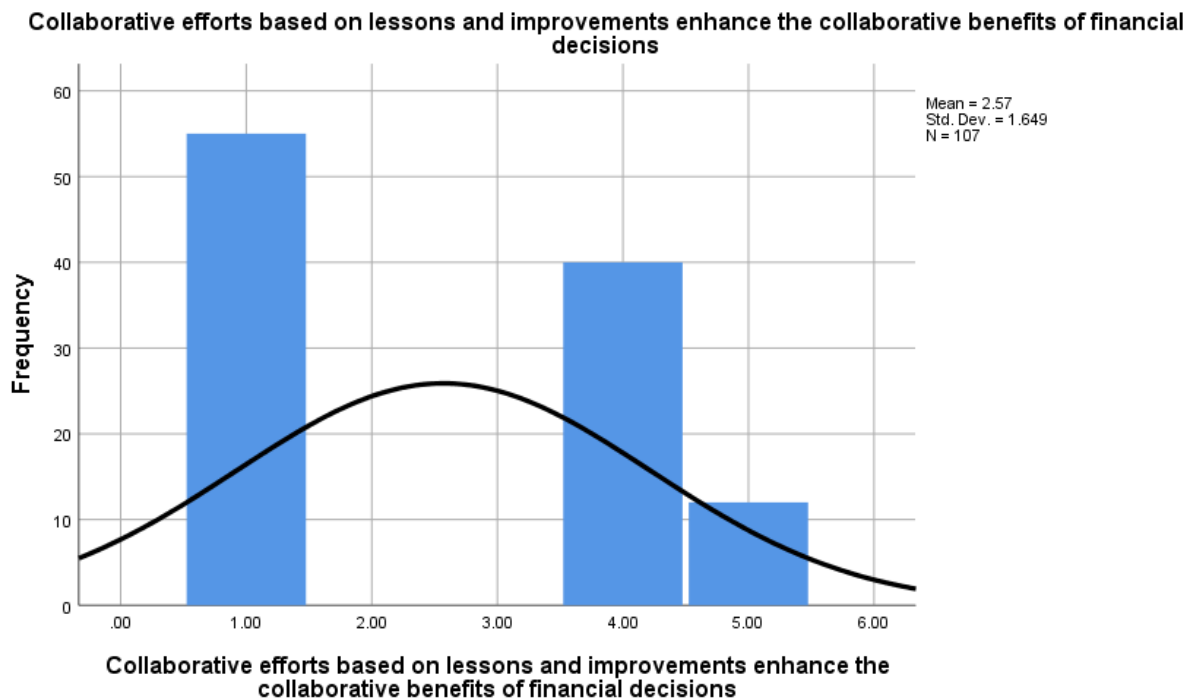 Collaborative efforts based on lessons and improvements enhance the collaborative benefits of financial
decisions
Mean = 2.57
Std. Dev. = 1.649
N = 107
60
50
40
30
20
10
0
Frequency
.00 1.00 2.00 3.00 4.00 5.00 6.00
Collaborative efforts based on lessons and improvements enhance the
collaborative benefits of financial decisions